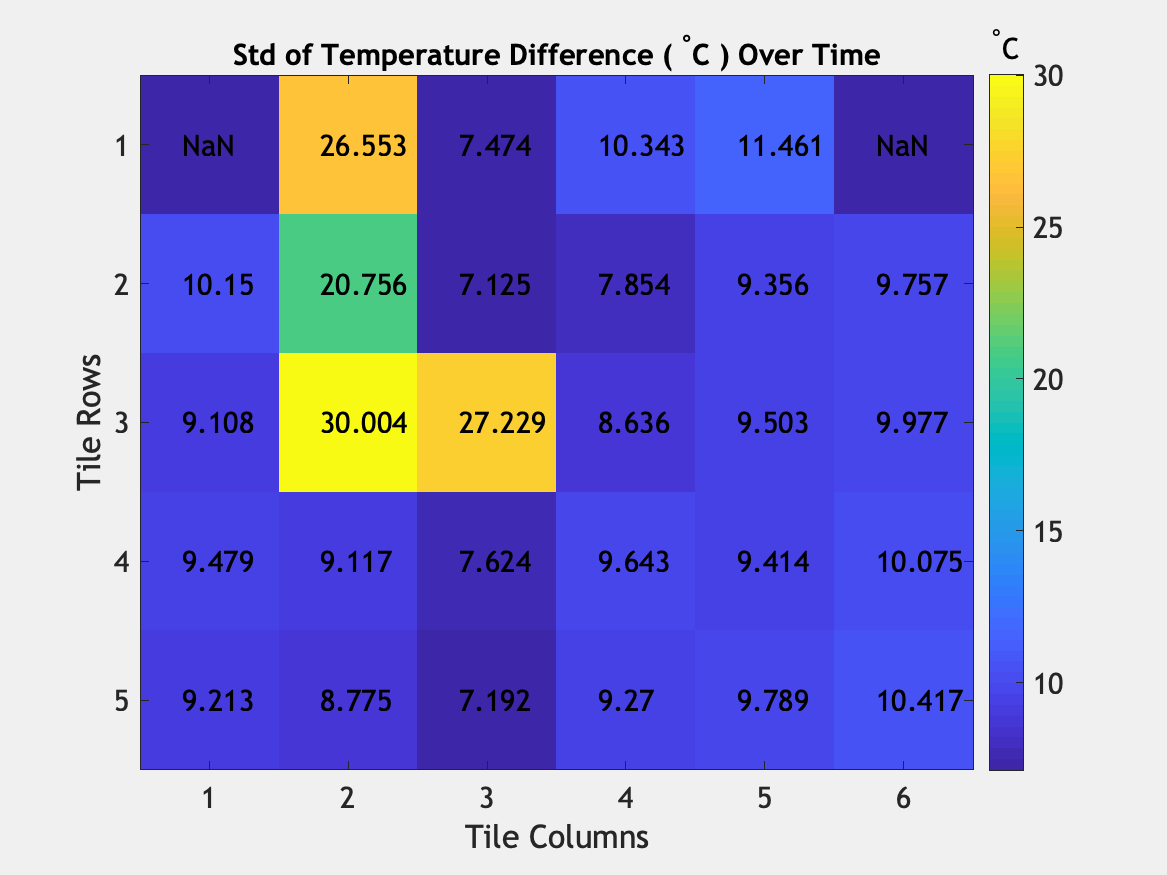 Std of Temperature Difference ( °C ) Over Time
°C
1 NaN 26.553 7.474 10.343 11.461 NaN
2 10.15 20.756 7.125 7.854 9.356 9.757
3 9.108 30.004 27.229 8.636 9.503 9.977
4 9.479 9.117 7.624 9.643 9.414 10.075
5 9.213 8.775 7.192 9.27 9.789 10.417
1 2 3 4 5 6
Tile Columns
Tile Rows
30
25
20
15
10